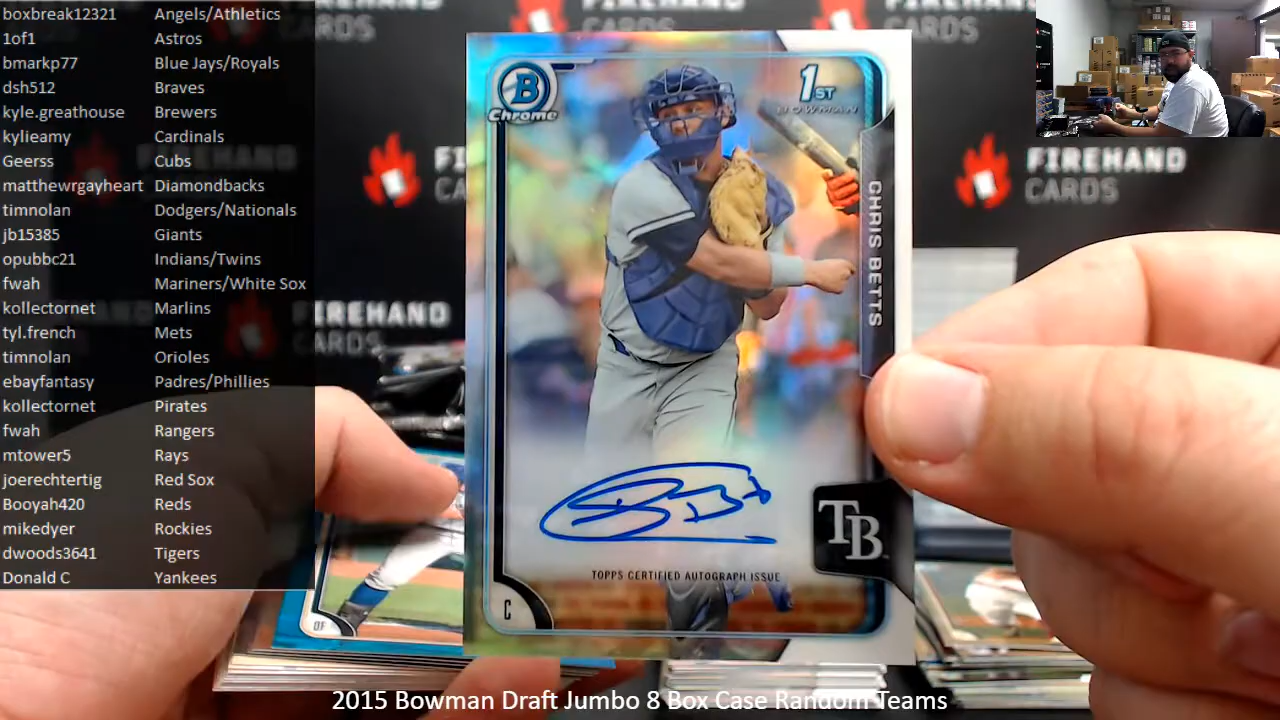 boxbreak12321 Angels/Athletics
1of1 Astros
bmarkp77 Blue Jays/Royals
dsh512 Braves
kyle.greathouse Brewers
kylieamy Cardinals
Geerss Cubs
matthewrgayheart Diamondbacks
timnolan Dodgers/Nationals
jb15385 Giants
opubbc21 Indians/Twins
fwah Mariners/White Sox
kollectornet Marlins
tyl.french Mets
timnolan Orioles
ebayfantasy Padres/Phillies
kollectornet Pirates
fwah Rangers
mtower5 Rays
joerechtertig Red Sox
Booyah420 Reds
mikedyer Rockies
dwoods3641 Tigers
Donald C Yankees
B
Chrome
1ST
BOWMAN
CHRIS BETTS
TB
TOPPS CERTIFIED AUTOGRAPH ISSUE
C
OF
FIREHAND
CARDS
FIREHAND
CARDS
2015 Bowman Draft Jumbo 8 Box Case Random Teams